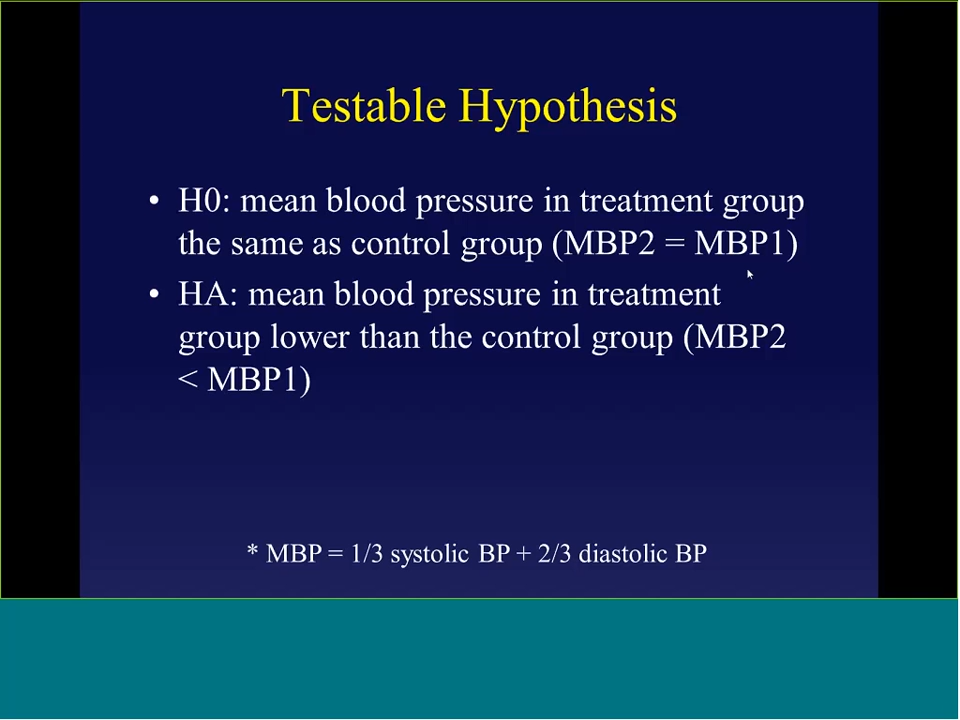 Testable Hypothesis
• H0: mean blood pressure in treatment group
the same as control group (MBP2 = MBP1)
• HA: mean blood pressure in treatment
group lower than the control group (MBP2
< MBP1)
* MBP = 1/3 systolic BP + 2/3 diastolic BP